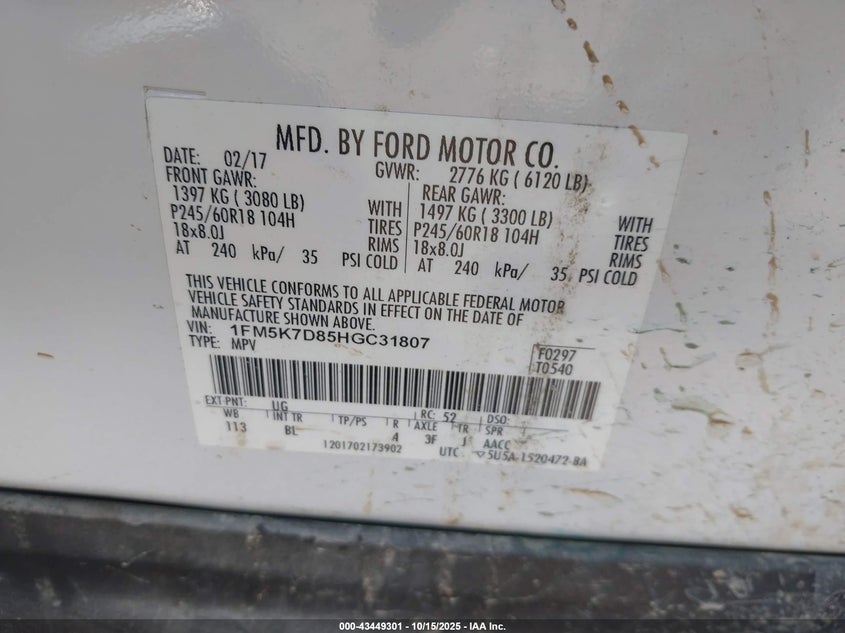 MFD. BY FORD MOTOR CO.
DATE: 02/17 GVWR: 2776 KG ( 6120 LB)
FRONT GAWR: REAR GAWR:
1397 KG ( 3080 LB) WITH 1497 KG ( 3300 LB) WITH
P245/60R18 104H TIRES P245/60R18 104H TIRES
18x8.0J RIMS 18x8.0J RIMS
AT 240 kPa/ 35 PSI COLD AT 240 kPa/ 35 PSI COLD
THIS VEHICLE CONFORMS TO ALL APPLICABLE FEDERAL MOTOR
VEHICLE SAFETY STANDARDS IN EFFECT ON THE DATE OF
MANUFACTURE SHOWN ABOVE.
VIN: 1FM5K7D85HGC31807
TYPE: MPV
F0297
T0540
EXT PNT: UG RC: 52 DSO:
WB INT TR TP/PS R AXLE TR SPR
113 BL A 3F J AACC
1201702173902 UTC ▽5U5A-1520472-BA
000-43449301 - 10/15/2025 - IAA Inc.